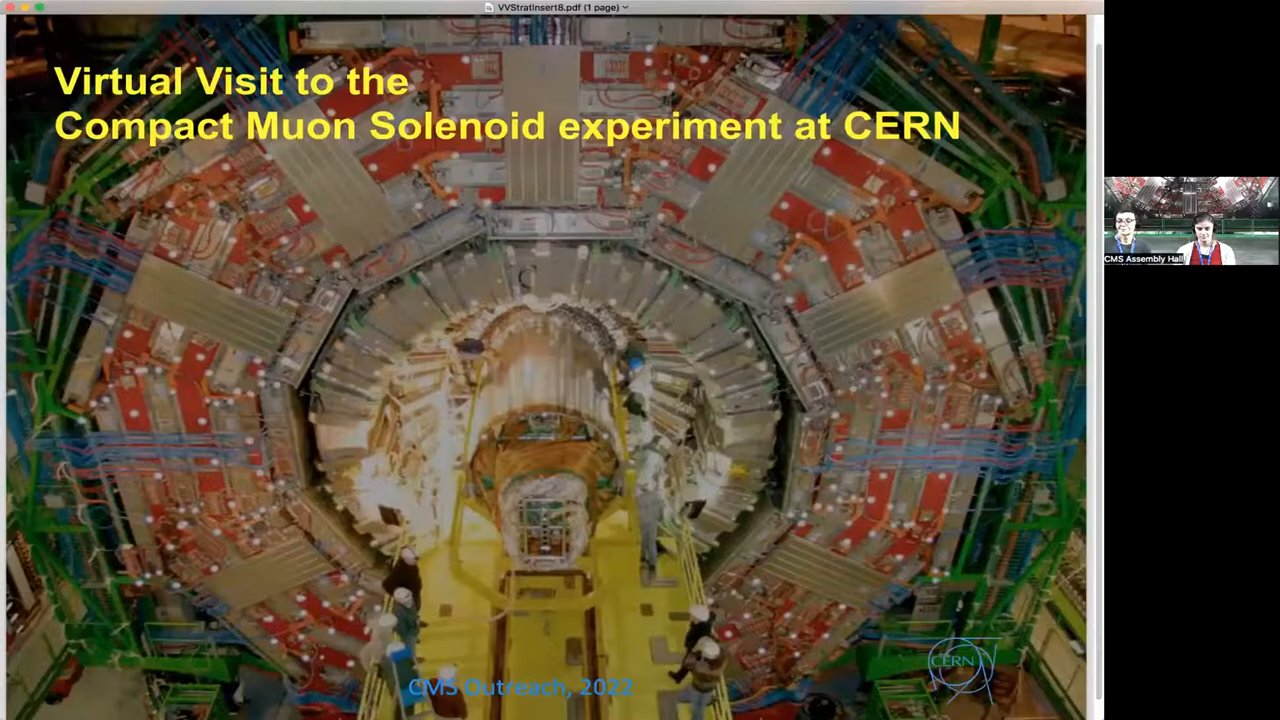 VVStratInsert8.pdf (1 page)
Virtual Visit to the
Compact Muon Solenoid experiment at CERN
CMS Assembly Hall
CERN
CMS Outreach, 2022